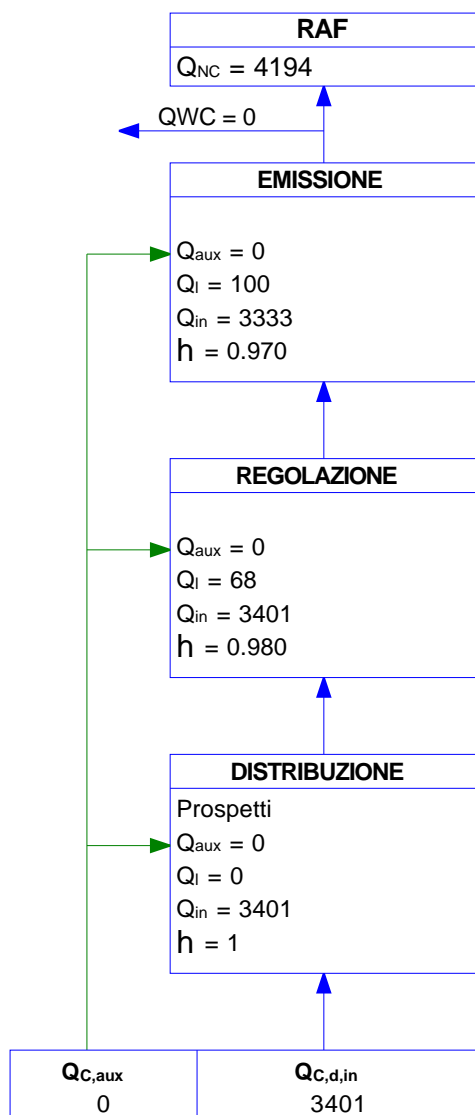 RAF
QNC = 4194
QWC = 0
EMISSIONE
Qaux = 0
Ql = 100
Qin = 3333
h = 0.970
REGOLAZIONE
Qaux = 0
Ql = 68
Qin = 3401
h = 0.980
DISTRIBUZIONE
Prospetti
Qaux = 0
Ql = 0
Qin = 3401
h = 1
QC,aux QC,d,in
0 3401